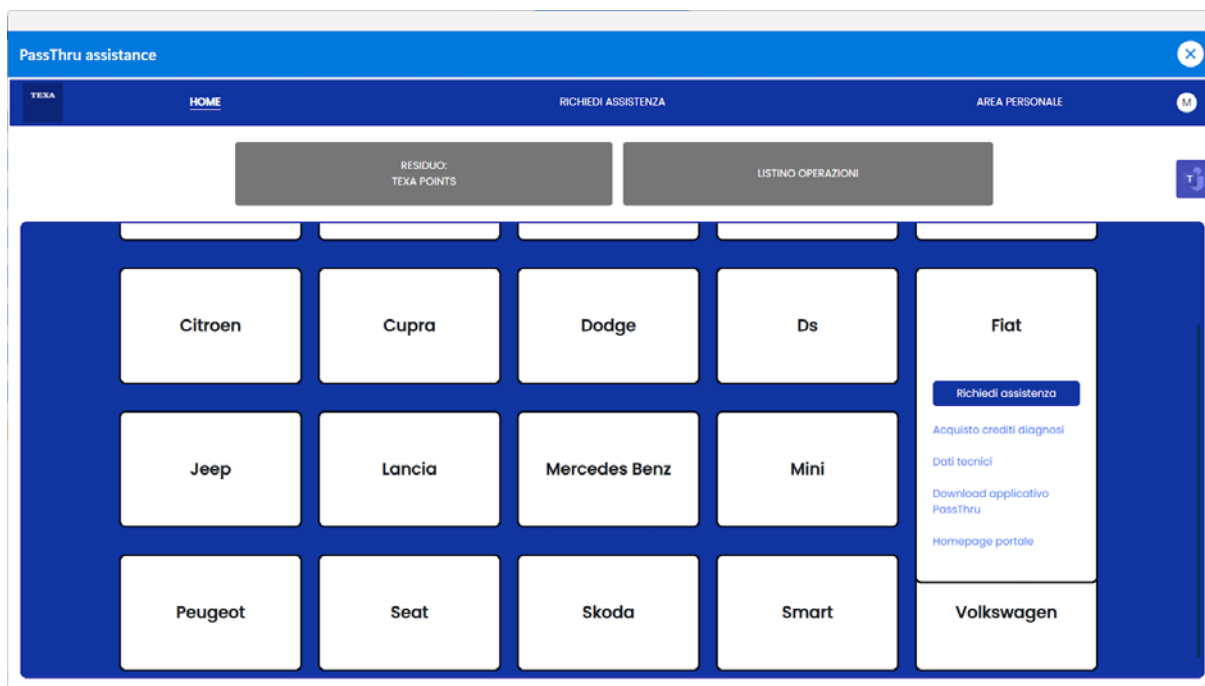 PassThru assistance
TEXA
HOME
RICHIEDI ASSISTENZA
AREA PERSONALE
M
RESIDUO:
TEXA POINTS
LISTINO OPERAZIONI
T
Citroen
Cupra
Dodge
Ds
Fiat
Richiedi assistenza
Acquisto crediti diagnosi
Dati tecnici
Download applicativo
PassThru
Homepage portale
Jeep
Lancia
Mercedes Benz
Mini
Peugeot
Seat
Skoda
Smart
Volkswagen